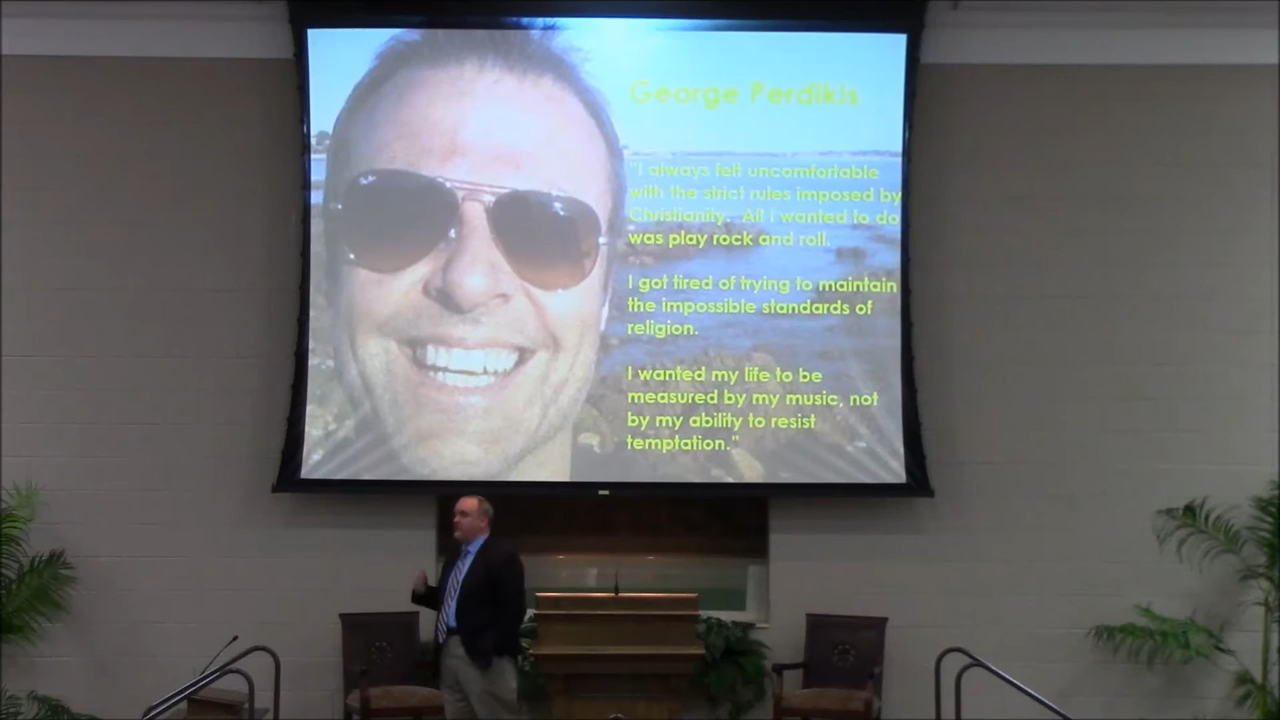 George Perdikis
"I always felt uncomfortable
with the strict rules imposed by
Christianity. All I wanted to do
was play rock and roll.
I got tired of trying to maintain
the impossible standards of
religion.
I wanted my life to be
measured by my music, not
by my ability to resist
temptation."